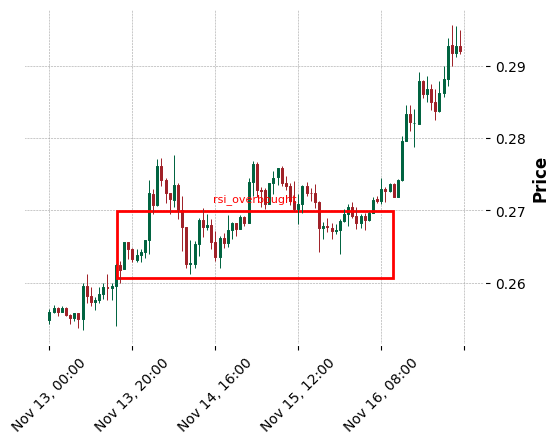 0.29
0.28
rsi_overbought
0.27
0.26
Price
Nov 13, 00:00
Nov 13, 20:00
Nov 14, 16:00
Nov 15, 12:00
Nov 16, 08:00